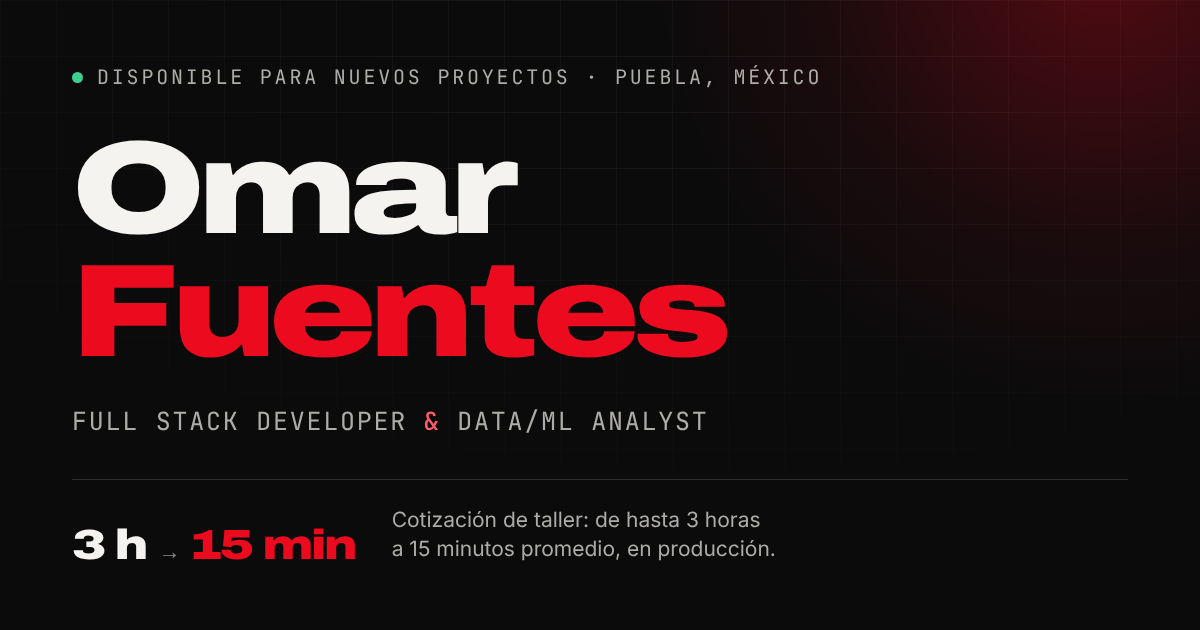 DISPONIBLE PARA NUEVOS PROYECTOS · PUEBLA, MÉXICO
Omar
Fuentes
FULL STACK DEVELOPER & DATA/ML ANALYST
3 h → 15 min
Cotización de taller: de hasta 3 horas
a 15 minutos promedio, en producción.